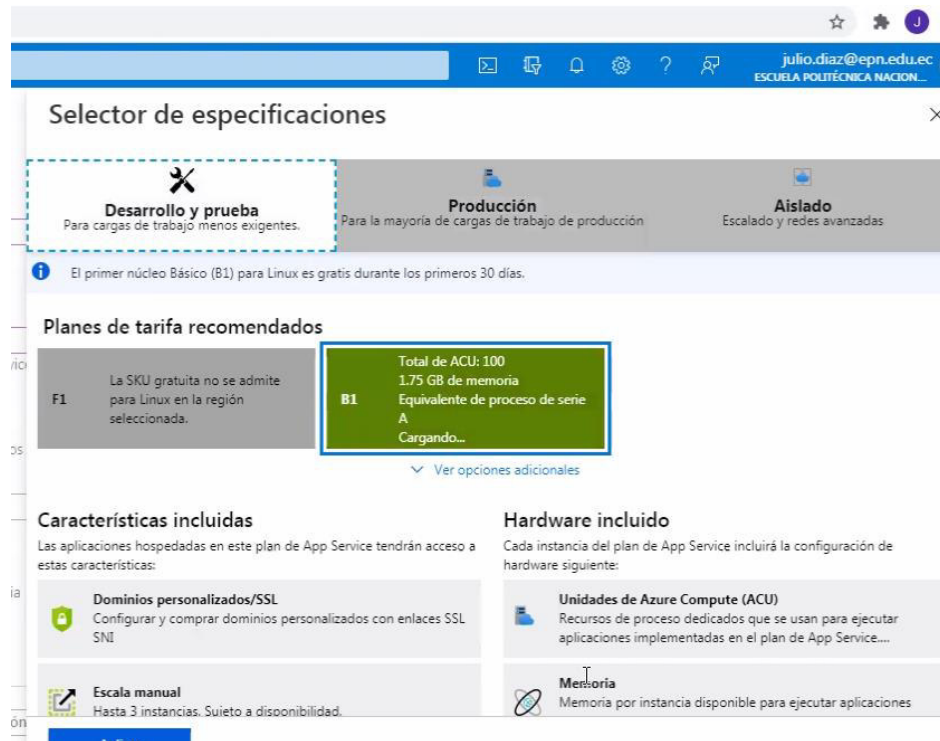 J
julio.diaz@epn.edu.ec
ESCUELA POLITÉCNICA NACION...
Selector de especificaciones
Desarrollo y prueba
Para cargas de trabajo menos exigentes.
Producción
Para la mayoría de cargas de trabajo de producción
Aislado
Escalado y redes avanzadas
El primer núcleo Básico (B1) para Linux es gratis durante los primeros 30 días.
Planes de tarifa recomendados
F1
La SKU gratuita no se admite
para Linux en la región
seleccionada.
B1
Total de ACU: 100
1.75 GB de memoria
Equivalente de proceso de serie
A
Cargando...
Ver opciones adicionales
Características incluidas
Las aplicaciones hospedadas en este plan de App Service tendrán acceso a
estas características:
Dominios personalizados/SSL
Configurar y comprar dominios personalizados con enlaces SSL
SNI
Escala manual
Hasta 3 instancias. Sujeto a disponibilidad.
Hardware incluido
Cada instancia del plan de App Service incluirá la configuración de
hardware siguiente:
Unidades de Azure Compute (ACU)
Recursos de proceso dedicados que se usan para ejecutar
aplicaciones implementadas en el plan de App Service....
Memoria
Memoria por instancia disponible para ejecutar aplicaciones